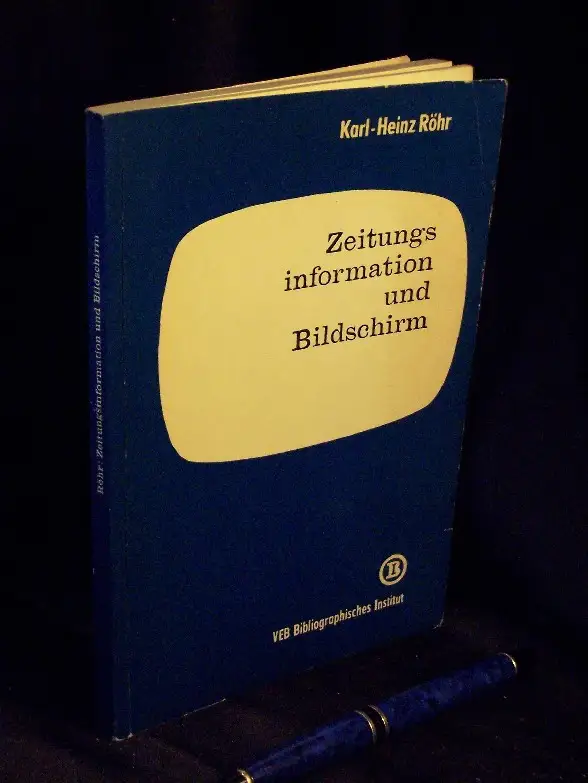 Karl-Heinz Röhr
Zeitungs
information
und
Bildschirm
B
VEB Bibliographisches Institut
Röhr: Zeitungsinformation und Bildschirm